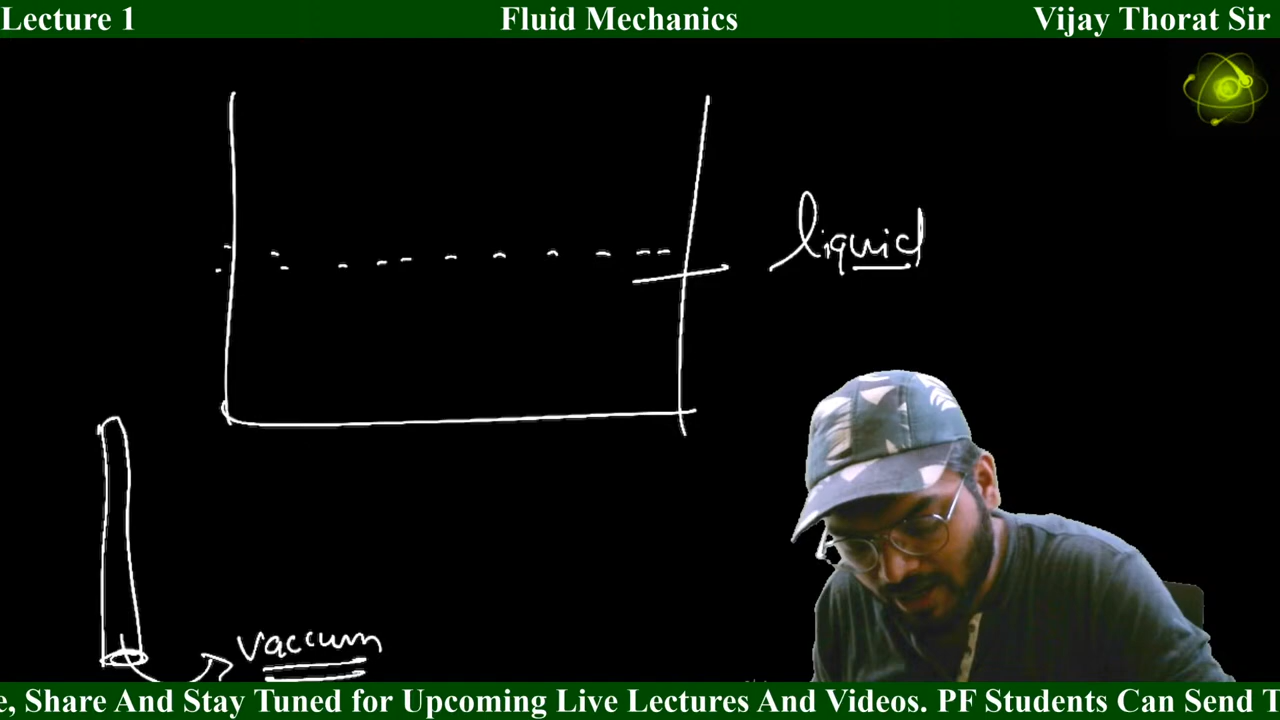 Lecture 1 Fluid Mechanics Vijay Thorat Sir
liquid
vaccum
e, Share And Stay Tuned for Upcoming Live Lectures And Videos. PF Students Can Send T